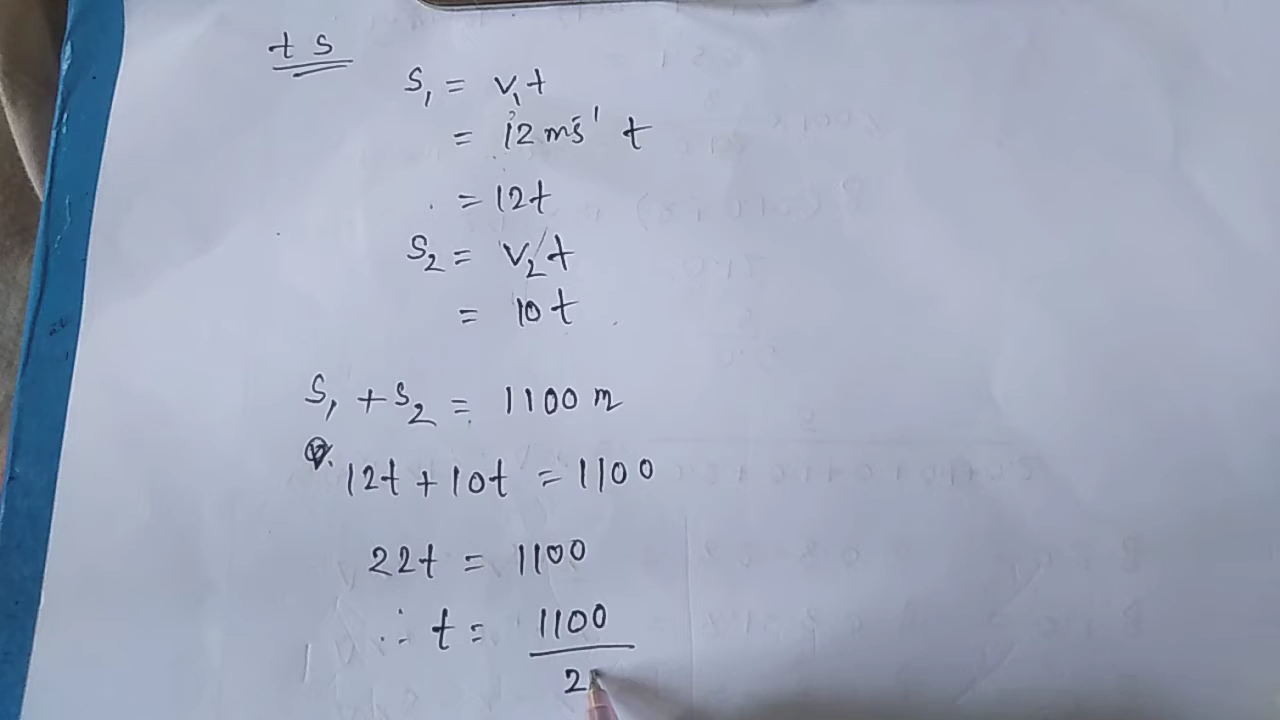 t s
S₁ = v₁t
= 12 ms⁻¹ t
= 12t
S₂ = v₂t
= 10t
S₁ + S₂ = 1100 m
12t + 10t = 1100
22t = 1100
∴ t = 1100
2